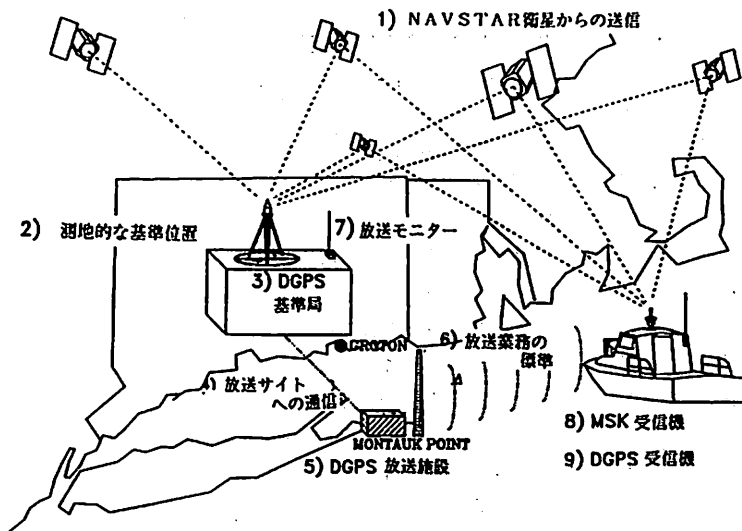 1) NAVSTAR衛星からの送信
2) 測地的な基準位置
7) 放送モニター
3) DGPS
基準局
GROTON
6) 放送業務の
標準
放送サイト
への通信
MONTAUK POINT
5) DGPS 放送施設
8) MSK 受信機
9) DGPS 受信機